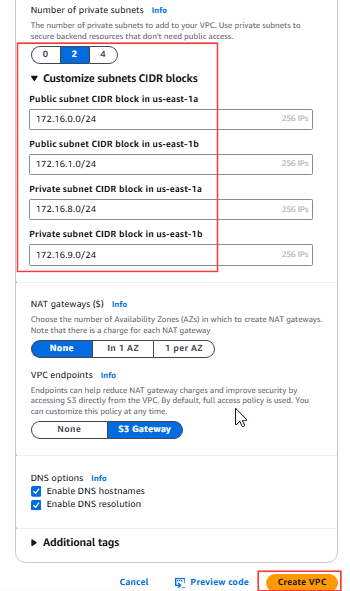 Number of private subnets Info
The number of private subnets to add to your VPC. Use private subnets to
secure backend resources that don't need public access.
0 2 4
Customize subnets CIDR blocks
Public subnet CIDR block in us-east-1a
172.16.0.0/24 256 IPs
Public subnet CIDR block in us-east-1b
172.16.1.0/24 256 IPs
Private subnet CIDR block in us-east-1a
172.16.8.0/24 256 IPs
Private subnet CIDR block in us-east-1b
172.16.9.0/24 256 IPs
NAT gateways ($) Info
Choose the number of Availability Zones (AZs) in which to create NAT gateways.
Note that there is a charge for each NAT gateway
None In 1 AZ 1 per AZ
VPC endpoints Info
Endpoints can help reduce NAT gateway charges and improve security by
accessing S3 directly from the VPC. By default, full access policy is used. You
can customize this policy at any time.
None S3 Gateway
DNS options Info
Enable DNS hostnames
Enable DNS resolution
Additional tags
Cancel Preview code Create VPC